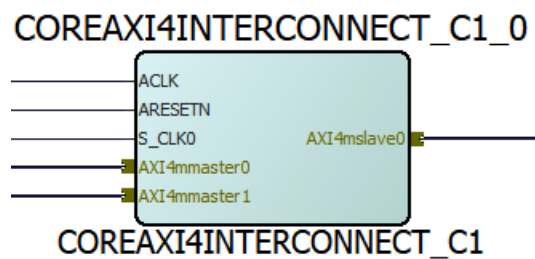 COREAXI4INTERCONNECT_C1_0
ACLK
ARESETN
S_CLK0
AXI4mslave0
AXI4mmaster0
AXI4mmaster1
COREAXI4INTERCONNECT_C1